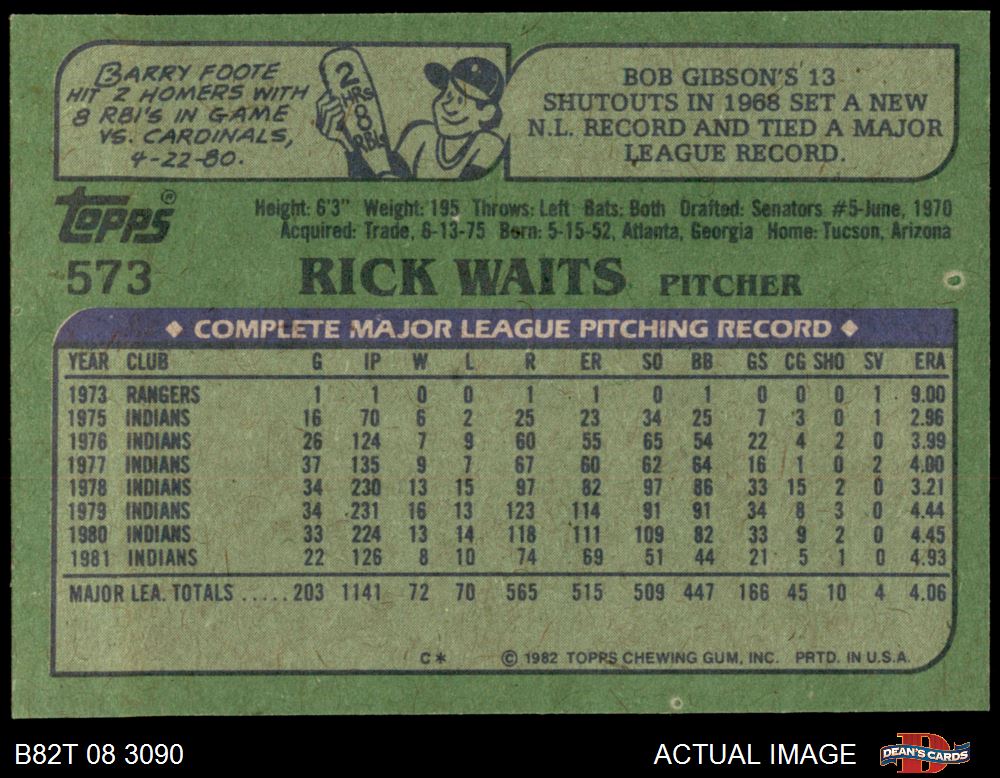 BARRY FOOTE
HIT 2 HOMERS WITH
8 RBI'S IN GAME
VS. CARDINALS,
4-22-80.
2
HRS
8
RBIs
BOB GIBSON'S 13
SHUTOUTS IN 1968 SET A NEW
N.L. RECORD AND TIED A MAJOR
LEAGUE RECORD.
TOPPS®
Height: 6'3" Weight: 195 Throws: Left Bats: Both Drafted: Senators #5-June, 1970
Acquired: Trade, 6-13-75 Born: 5-15-52, Atlanta, Georgia Home: Tucson, Arizona
573 RICK WAITS PITCHER
◆ COMPLETE MAJOR LEAGUE PITCHING RECORD ◆
YEAR CLUB G IP W L R ER SO BB GS CG SHO SV ERA
1973 RANGERS 1 1 0 0 1 1 0 1 0 0 0 1 9.00
1975 INDIANS 16 70 6 2 25 23 34 25 7 3 0 1 2.96
1976 INDIANS 26 124 7 9 60 55 65 54 22 4 2 0 3.99
1977 INDIANS 37 135 9 7 67 60 62 64 16 1 0 2 4.00
1978 INDIANS 34 230 13 15 97 82 97 86 33 15 2 0 3.21
1979 INDIANS 34 231 16 13 123 114 91 91 34 8 3 0 4.44
1980 INDIANS 33 224 13 14 118 111 109 82 33 9 2 0 4.45
1981 INDIANS 22 126 8 10 74 69 51 44 21 5 1 0 4.93
MAJOR LEA. TOTALS ..... 203 1141 72 70 565 515 509 447 166 45 10 4 4.06
C* © 1982 TOPPS CHEWING GUM, INC. PRTD. IN U.S.A.
B82T 08 3090 ACTUAL IMAGE D DEAN'S CARDS